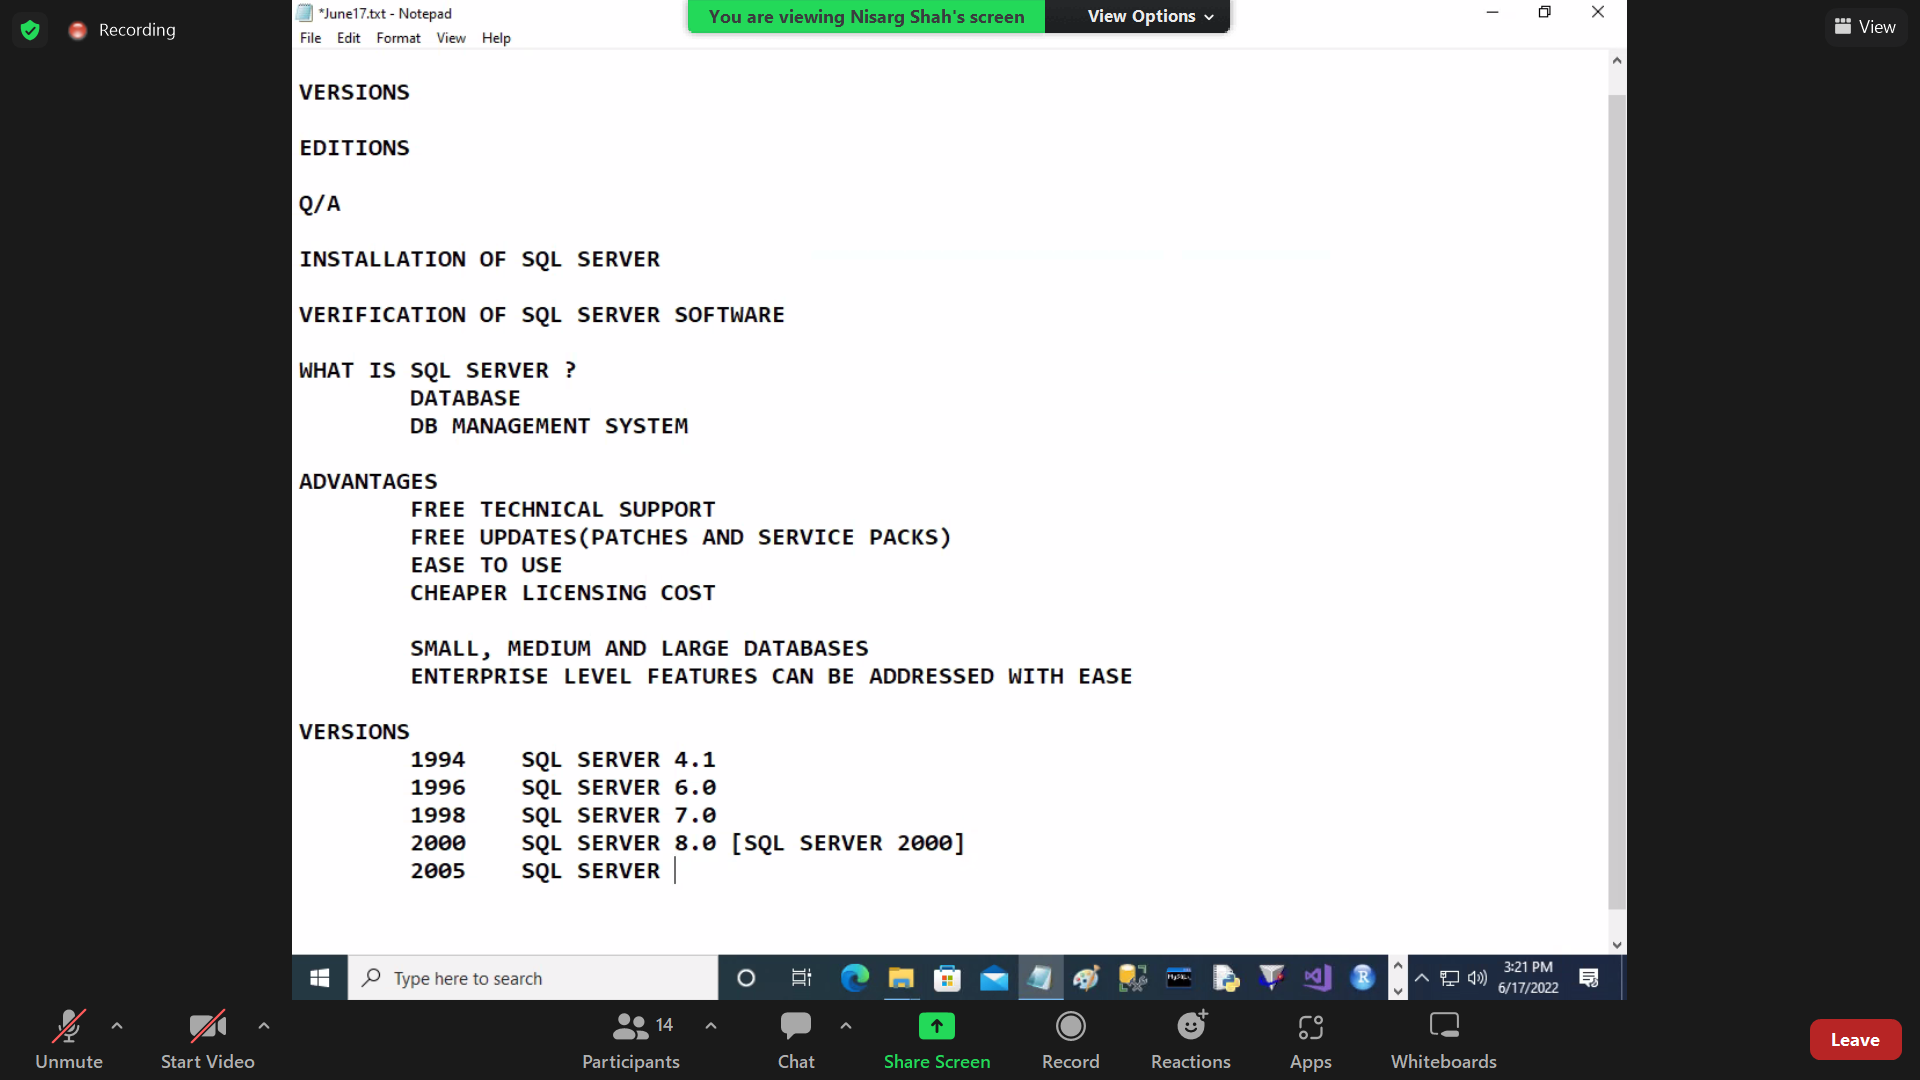 *June17.txt - Notepad
You are viewing Nisarg Shah's screen
View Options
Recording
View
File Edit Format View Help
VERSIONS
EDITIONS
Q/A
INSTALLATION OF SQL SERVER
VERIFICATION OF SQL SERVER SOFTWARE
WHAT IS SQL SERVER ?
DATABASE
DB MANAGEMENT SYSTEM
ADVANTAGES
FREE TECHNICAL SUPPORT
FREE UPDATES(PATCHES AND SERVICE PACKS)
EASE TO USE
CHEAPER LICENSING COST
SMALL, MEDIUM AND LARGE DATABASES
ENTERPRISE LEVEL FEATURES CAN BE ADDRESSED WITH EASE
VERSIONS
1994 SQL SERVER 4.1
1996 SQL SERVER 6.0
1998 SQL SERVER 7.0
2000 SQL SERVER 8.0 [SQL SERVER 2000]
2005 SQL SERVER
Type here to search
3:21 PM
6/17/2022
14
Unmute
Start Video
Participants
Chat
Share Screen
Record
Reactions
Apps
Whiteboards
Leave